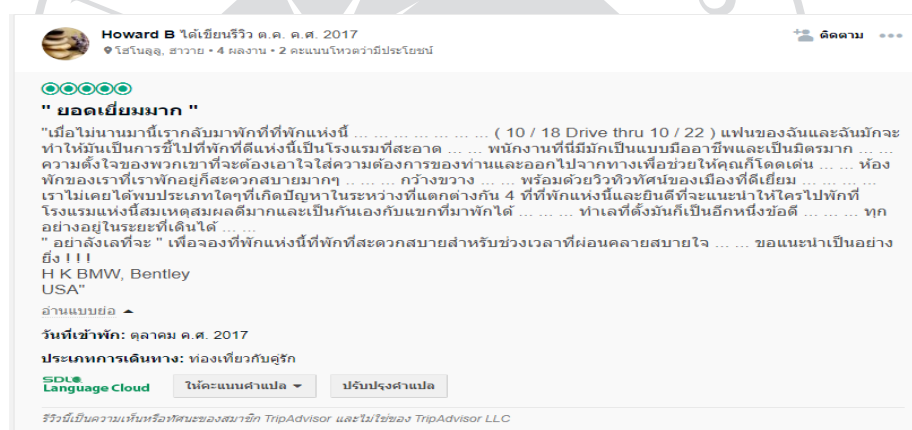 Howard B ได้เขียนรีวิว ต.ค. ค.ศ. 2017
โฮโนลูลู, ฮาวาย • 4 ผลงาน • 2 คะแนนโหวตว่ามีประโยชน์
ติดตาม
" ยอดเยี่ยมมาก "
"เมื่อไม่นานมานี้เรากลับมาพักที่ที่พักแห่งนี้ ... ... ... ... ... ... ... ( 10 / 18 Drive thru 10 / 22 ) แฟนของฉันและฉันมักจะ
ทำให้มันเป็นการชี้ไปที่พักที่ดีแห่งนี้เป็นโรงแรมที่สะอาด ... ... พนักงานที่นี่มีมักเป็นแบบมืออาชีพและเป็นมิตรมาก ... ...
ความตั้งใจของพวกเขาที่จะต้องเอาใจใส่ความต้องการของท่านและออกไปจากทางเพื่อช่วยให้คุณก็โดดเด่น ... ... ห้อง
พักของเราที่เราพักอยู่ก็สะดวกสบายมากๆ .. ... ... กว้างขวาง ... ... พร้อมด้วยวิวทิวทัศน์ของเมืองที่ดีเยี่ยม ... ... ... ...
เราไม่เคยได้พบประเภทใดๆที่เกิดปัญหาในระหว่างที่แตกต่างกัน 4 ที่ที่พักแห่งนี้และยินดีที่จะแนะนำให้ใครไปพักที่
โรงแรมแห่งนี้สมเหตุสมผลดีมากและเป็นกันเองกับแขกที่มาพักได้ ... ... ... ทำเลที่ตั้งมันก็เป็นอีกหนึ่งข้อดี ... ... ... ทุก
อย่างอยู่ในระยะที่เดินได้ ... ...
" อย่าลังเลที่จะ " เพื่อจองที่พักแห่งนี้ที่พักที่สะดวกสบายสำหรับช่วงเวลาที่ผ่อนคลายสบายใจ ... ... ขอแนะนำเป็นอย่าง
ยิ่ง ! ! !
H K BMW, Bentley
USA"
อ่านแบบย่อ
วันที่เข้าพัก: ตุลาคม ค.ศ. 2017
ประเภทการเดินทาง: ท่องเที่ยวกับคู่รัก
SDL
Language Cloud ให้คะแนนคำแปล ปรับปรุงคำแปล
รีวิวนี้เป็นความเห็นหรือทัศนะของสมาชิก TripAdvisor และไม่ใช่ของ TripAdvisor LLC